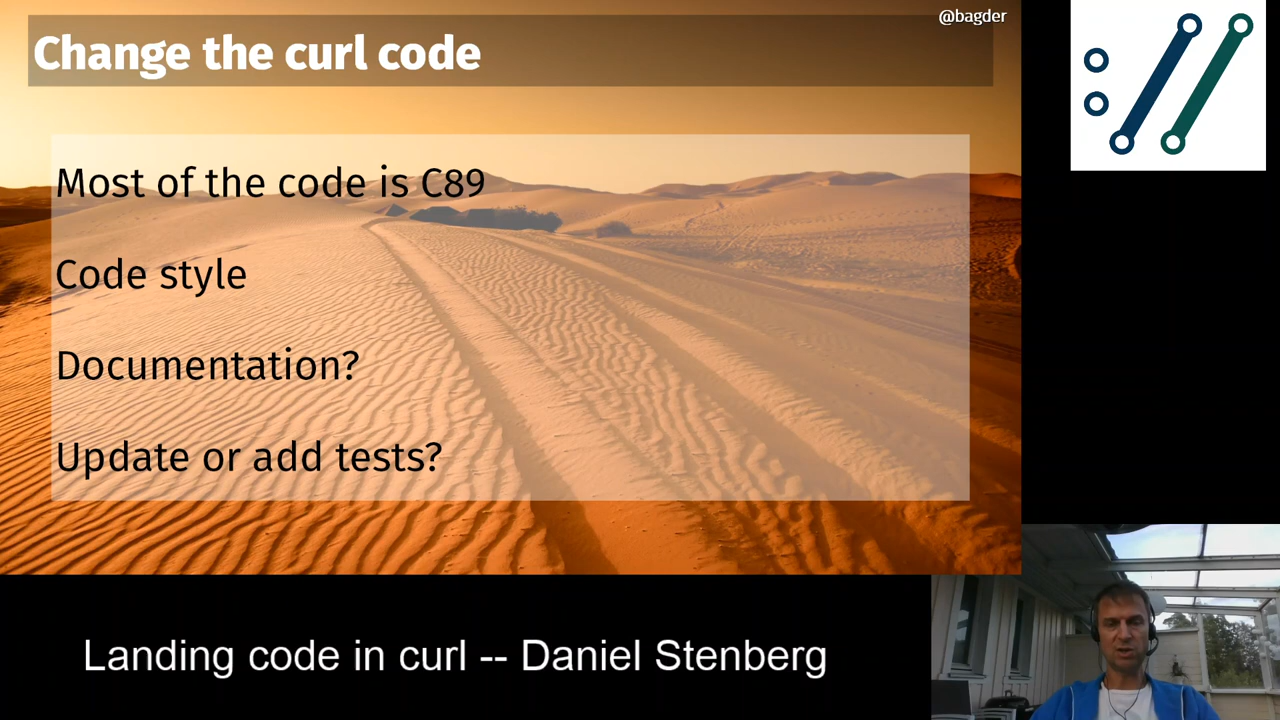 @bagder
Change the curl code
Most of the code is C89
Code style
Documentation?
Update or add tests?
Landing code in curl -- Daniel Stenberg